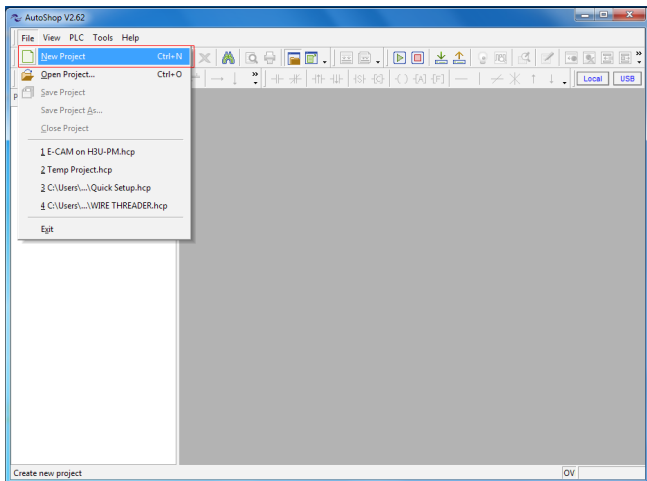 AutoShop V2.62
File View PLC Tools Help
New Project Ctrl+N
Open Project... Ctrl+O
Save Project
Save Project As...
Close Project
1 E-CAM on H3U-PM.hcp
2 Temp Project.hcp
3 C:\Users\...\Quick Setup.hcp
4 C:\Users\...\WIRE THREADER.hcp
Exit
Local USB
Create new project
OV